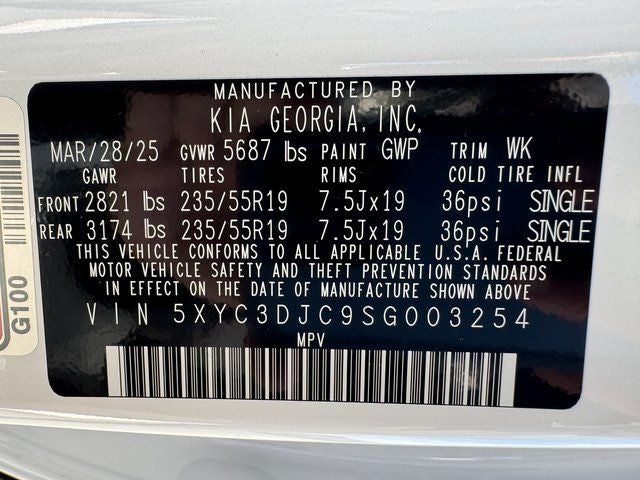 MANUFACTURED BY
KIA GEORGIA, INC.
MAR/28/25 GVWR 5687 lbs PAINT GWP TRIM WK
GAWR TIRES RIMS COLD TIRE INFL
FRONT 2821 lbs 235/55R19 7.5Jx19 36psi SINGLE
REAR 3174 lbs 235/55R19 7.5Jx19 36psi SINGLE
THIS VEHICLE CONFORMS TO ALL APPLICABLE U.S.A. FEDERAL
MOTOR VEHICLE SAFETY AND THEFT PREVENTION STANDARDS
IN EFFECT ON THE DATE OF MANUFACTURE SHOWN ABOVE
VIN 5XYC3DJC9SG003254
MPV
G100